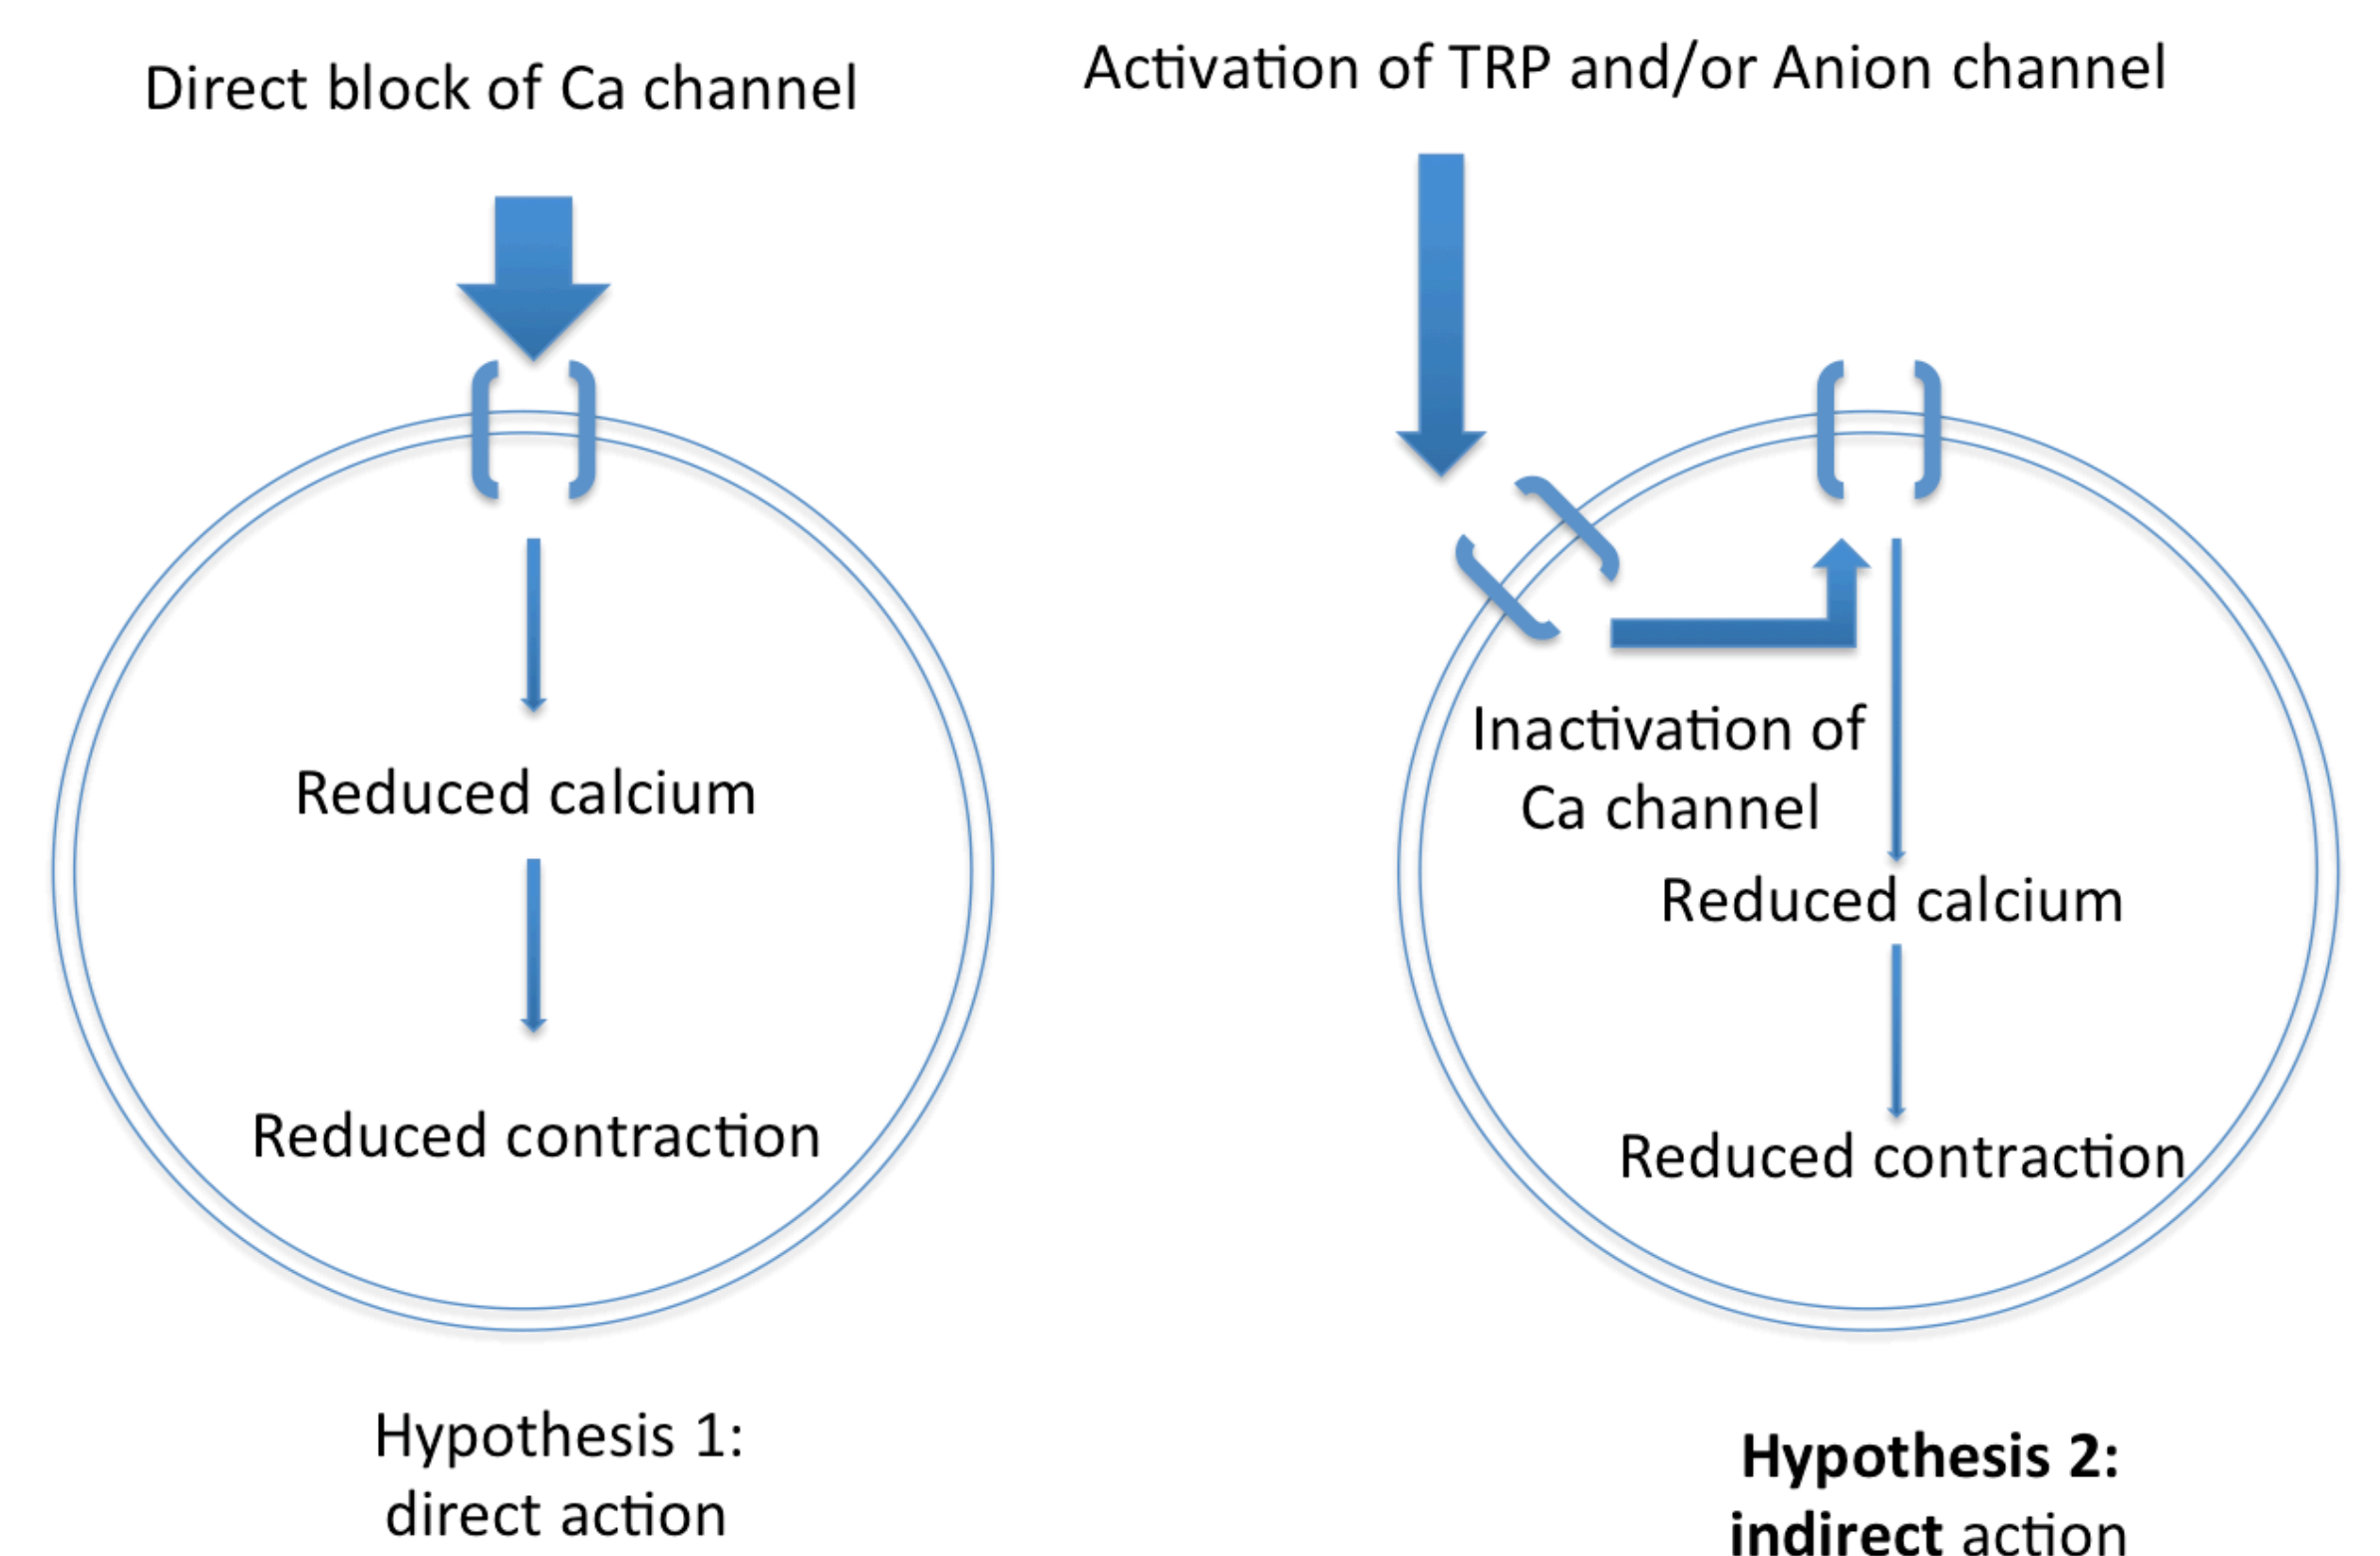 Direct block of Ca channel
Reduced calcium
Reduced contraction
Hypothesis 1:
direct action
Activation of TRP and/or Anion channel
Inactivation of
Ca channel
Reduced calcium
Reduced contraction
Hypothesis 2:
indirect action